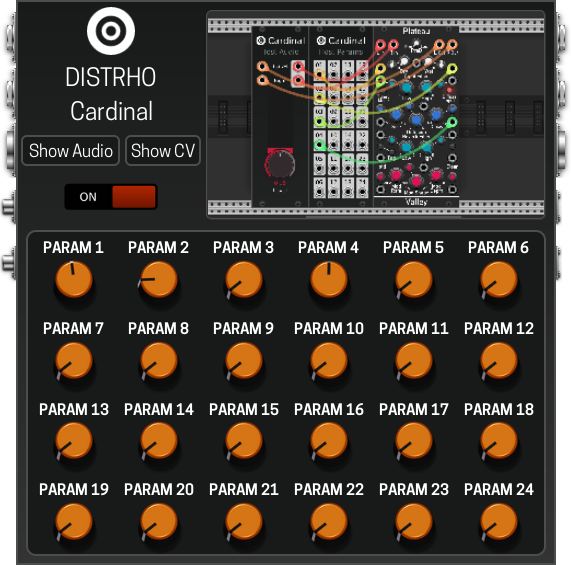 DISTRHO
Cardinal
Show Audio
Show CV
ON
Cardinal
Cardinal
Host Params
Plateau
Valley
PARAM 1
PARAM 2
PARAM 3
PARAM 4
PARAM 5
PARAM 6
PARAM 7
PARAM 8
PARAM 9
PARAM 10
PARAM 11
PARAM 12
PARAM 13
PARAM 14
PARAM 15
PARAM 16
PARAM 17
PARAM 18
PARAM 19
PARAM 20
PARAM 21
PARAM 22
PARAM 23
PARAM 24